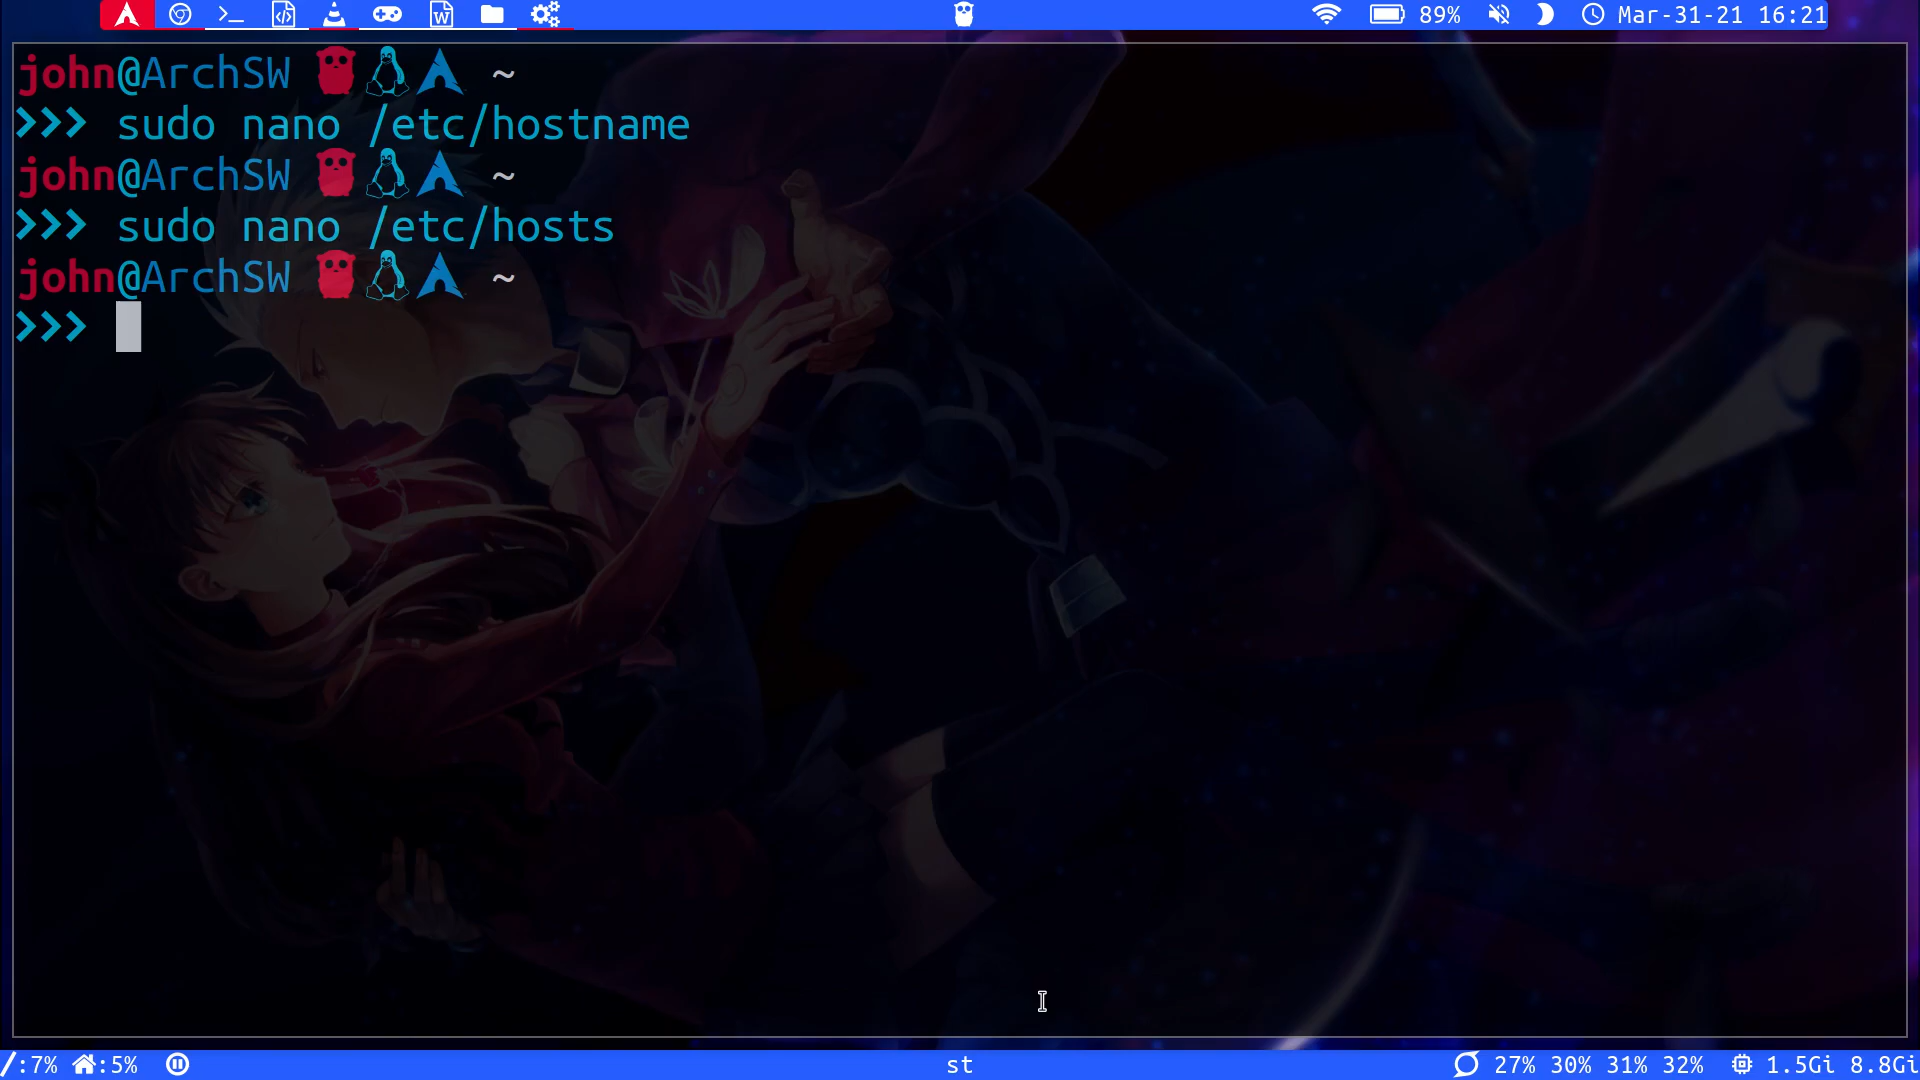 W 89% Mar-31-21 16:21
john@ArchSW ~
>>> sudo nano /etc/hostname
john@ArchSW ~
>>> sudo nano /etc/hosts
john@ArchSW ~
>>>
/:7% :5% st 27% 30% 31% 32% 1.5Gi 8.8Gi